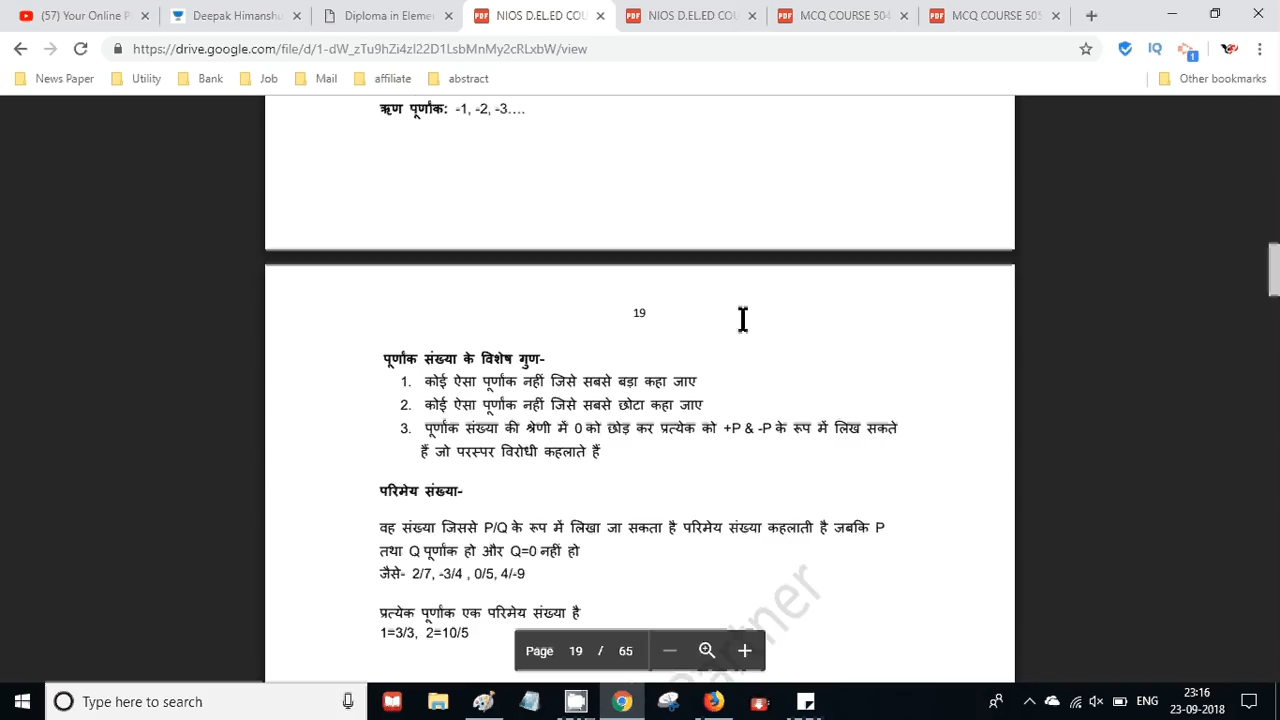 (57) Your Online P
Deepak Himanshu
Diploma in Elemer
NIOS D.EL.ED COU
NIOS D.EL.ED COU
MCQ COURSE 504
MCQ COURSE 505
https://drive.google.com/file/d/1-dW_zTu9hZi4zl22D1LsbMnMy2cRLxbW/view
News Paper Utility Bank Job Mail affiliate abstract Other bookmarks
ऋण पूर्णांक: -1, -2, -3....
19
पूर्णांक संख्या के विशेष गुण-
1. कोई ऐसा पूर्णांक नहीं जिसे सबसे बड़ा कहा जाए
2. कोई ऐसा पूर्णांक नहीं जिसे सबसे छोटा कहा जाए
3. पूर्णांक संख्या की श्रेणी में 0 को छोड़ कर प्रत्येक को +P & -P के रूप में लिख सकते
हैं जो परस्पर विरोधी कहलाते हैं
परिमेय संख्या-
वह संख्या जिससे P/Q के रूप में लिखा जा सकता है परिमेय संख्या कहलाती है जबकि P
तथा Q पूर्णांक हो और Q=0 नहीं हो
जैसे- 2/7, -3/4 , 0/5, 4/-9
प्रत्येक पूर्णांक एक परिमेय संख्या है
1=3/3, 2=10/5
Page 19 / 65
Type here to search
ENG
23:16
23-09-2018